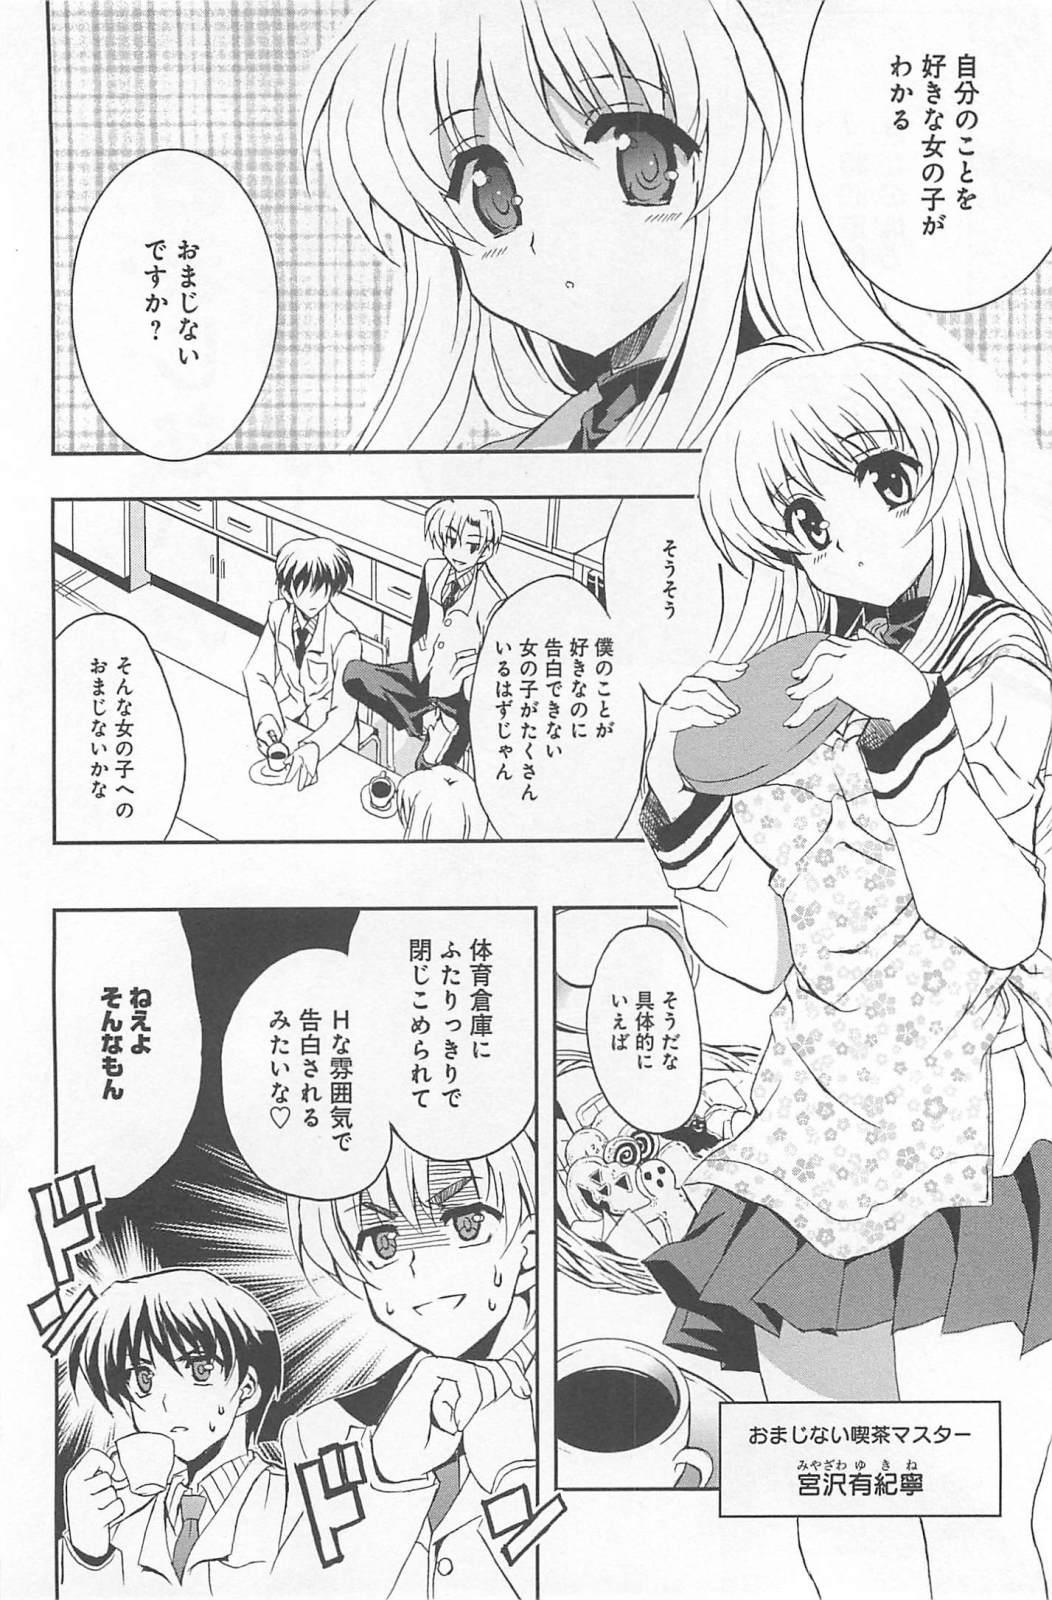 自分のことを
好きな女の子が
わかる
おまじない
ですか?
そうそう
僕のことが
好きなのに
告白できない
女の子がたくさん
いるはずじゃん
そんな女の子への
おまじないかな
そうだな
具体的に
いえば
体育倉庫に
ふたりっきりで
閉じこめられて
Hな雰囲気で
告白される
みたいな♡
ねえよ
そんなもん
ドドン
ドドン
おまじない喫茶マスター
みやざわゆきね
宮沢有紀寧